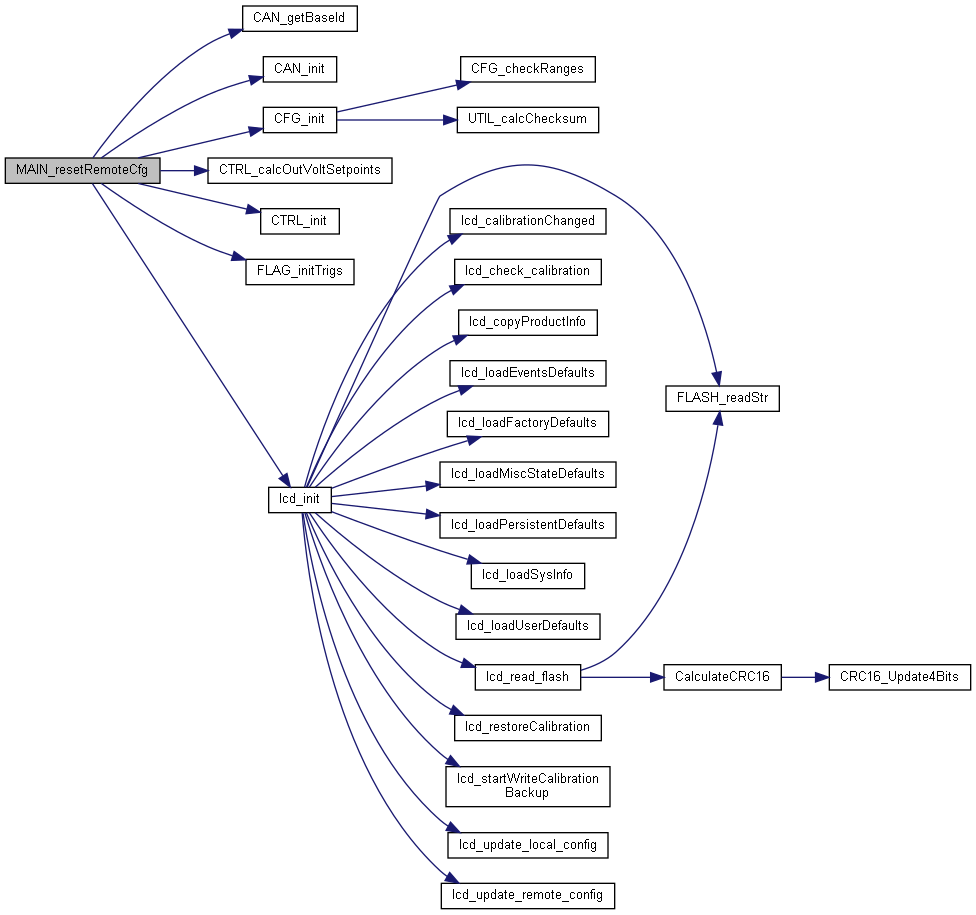 CAN_getBaseId
CAN_init
CFG_checkRanges
CFG_init
UTIL_calcChecksum
MAIN_resetRemoteCfg
CTRL_calcOutVoltSetpoints
CTRL_init
lcd_calibrationChanged
FLAG_initTrigs
lcd_check_calibration
lcd_copyProductInfo
lcd_loadEventsDefaults
FLASH_readStr
lcd_loadFactoryDefaults
lcd_loadMiscStateDefaults
lcd_init
lcd_loadPersistentDefaults
lcd_loadSysInfo
lcd_loadUserDefaults
lcd_read_flash
CalculateCRC16
CRC16_Update4Bits
lcd_restoreCalibration
lcd_startWriteCalibration
Backup
lcd_update_local_config
lcd_update_remote_config